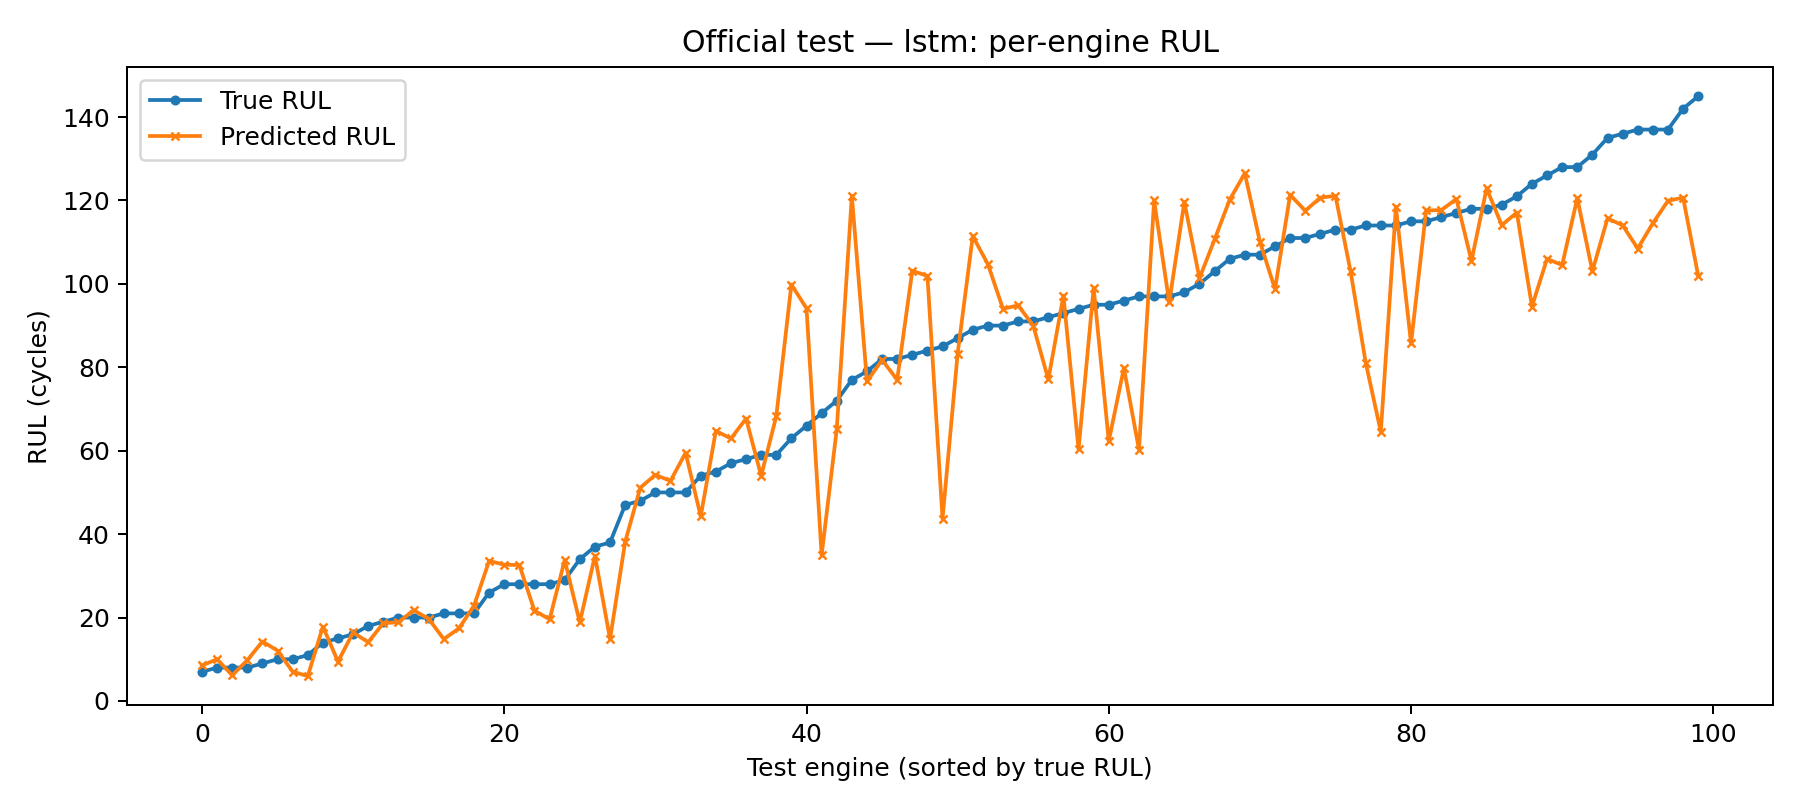 Official test — lstm: per-engine RUL
True RUL
Predicted RUL
RUL (cycles)
140
120
100
80
60
40
20
0
0 20 40 60 80 100
Test engine (sorted by true RUL)